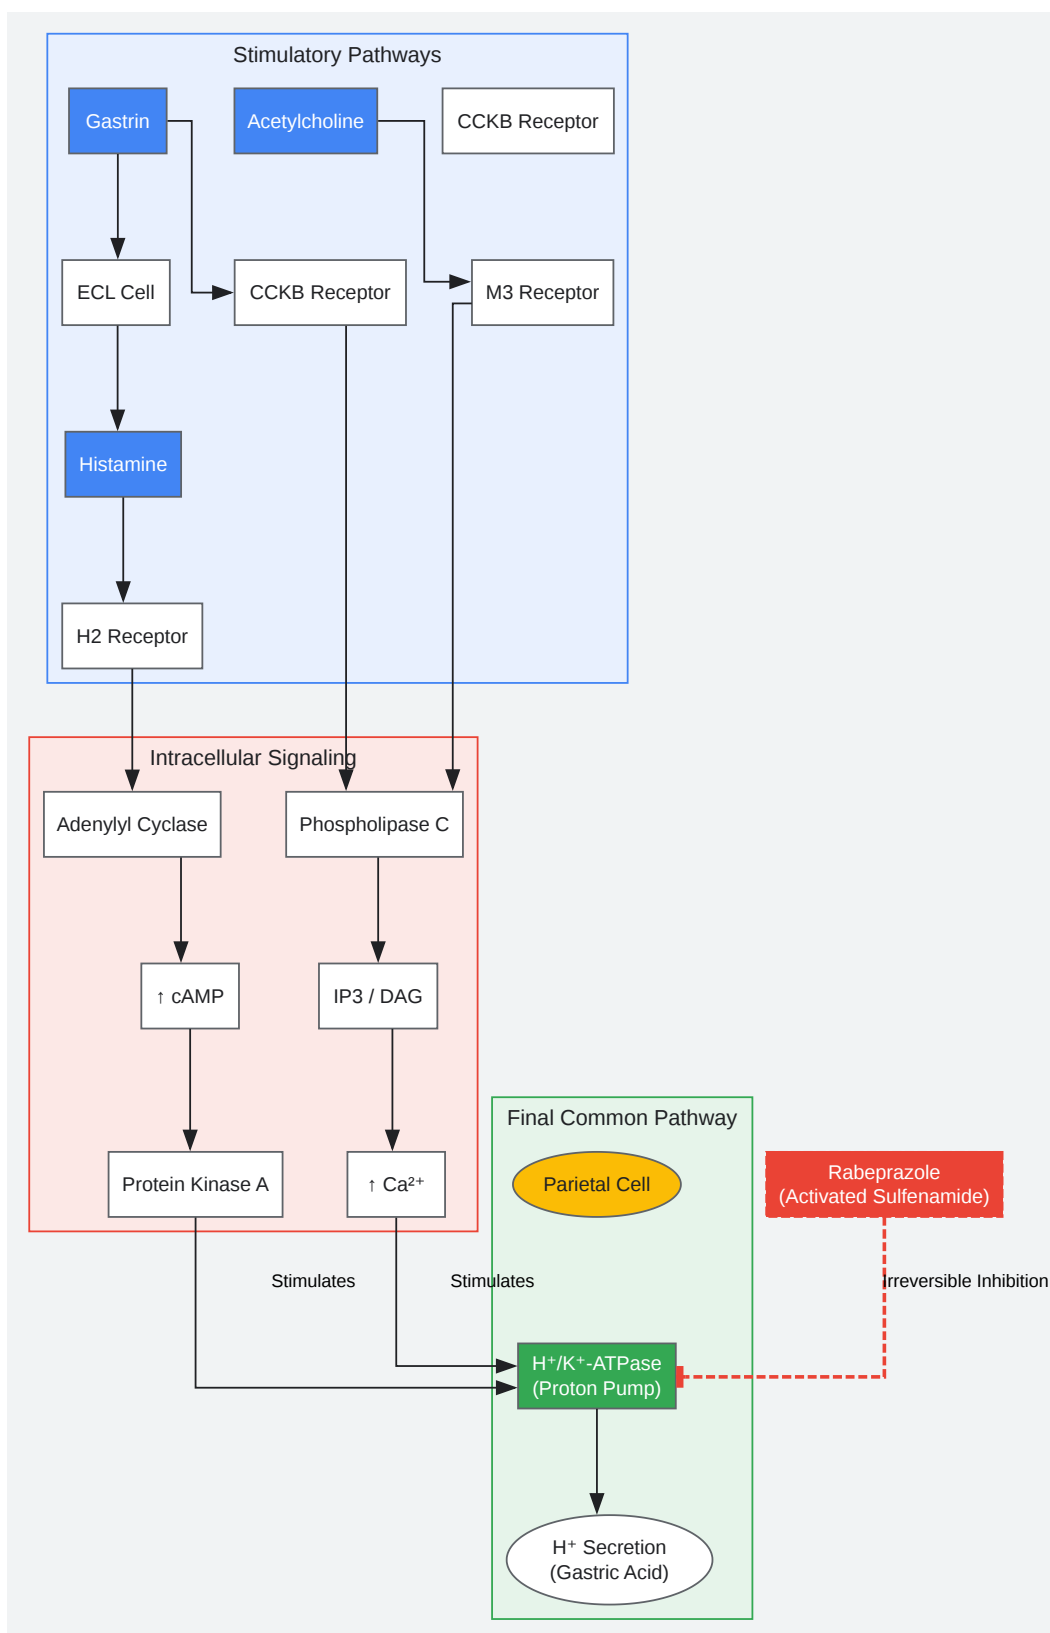 Stimulatory Pathways
Gastrin
Acetylcholine
CCKB Receptor
ECL Cell
CCKB Receptor
M3 Receptor
Histamine
H2 Receptor
Intracellular Signaling
Adenylyl Cyclase
Phospholipase C
↑ cAMP
IP3 / DAG
Final Common Pathway
Protein Kinase A
↑ Ca²⁺
Parietal Cell
Rabeprazole
(Activated Sulfenamide)
Stimulates
Stimulates
Irreversible Inhibition
H⁺/K⁺-ATPase
(Proton Pump)
H⁺ Secretion
(Gastric Acid)